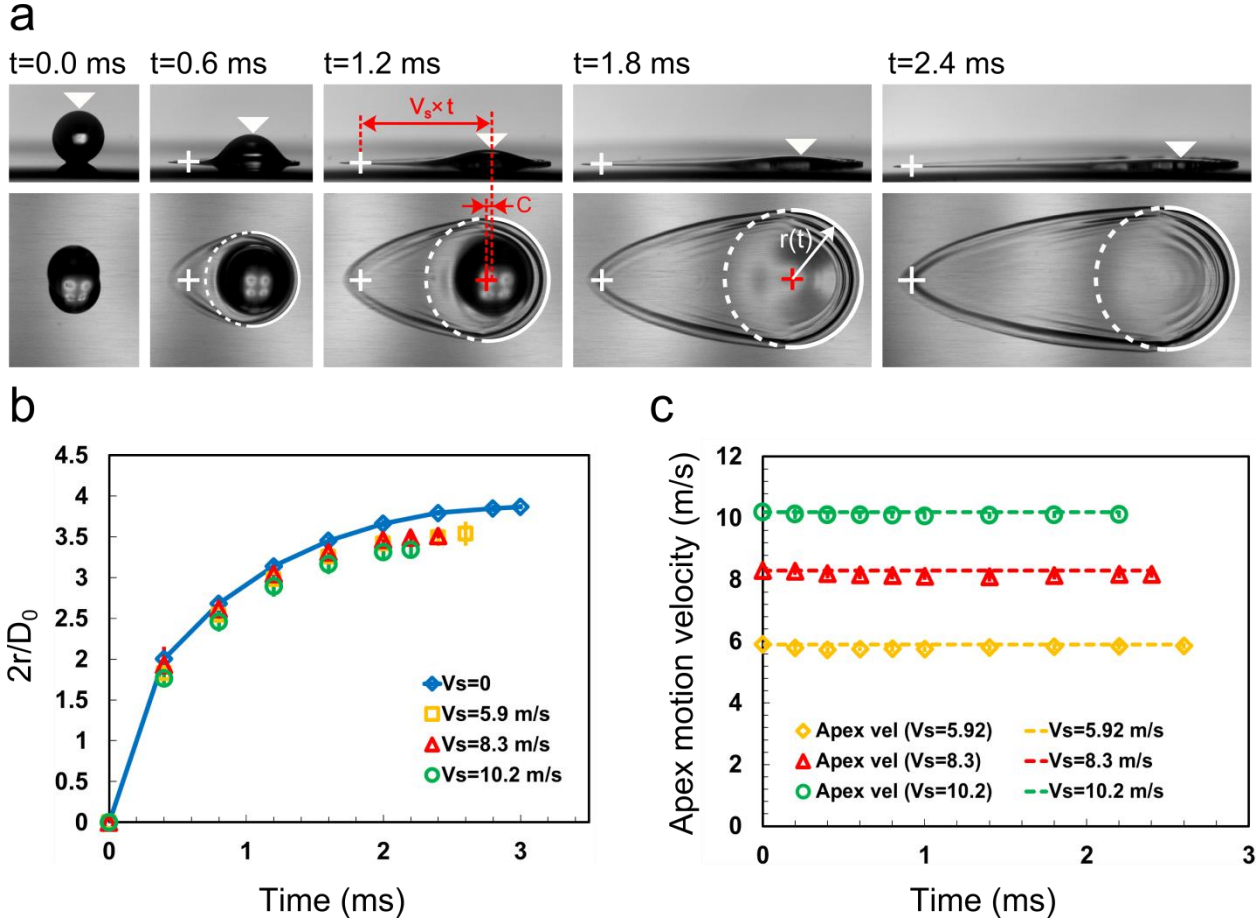 a
t=0.0 ms t=0.6 ms t=1.2 ms t=1.8 ms t=2.4 ms
Vs×t
C
r(t)
b
4.5
4
3.5
3
2.5
2
1.5
1
0.5
0
2r/D0
Vs=0
Vs=5.9 m/s
Vs=8.3 m/s
Vs=10.2 m/s
0 1 2 3
Time (ms)
c
12
10
8
6
4
2
0
Apex motion velocity (m/s)
Apex vel (Vs=5.92) Vs=5.92 m/s
Apex vel (Vs=8.3) Vs=8.3 m/s
Apex vel (Vs=10.2) Vs=10.2 m/s
0 1 2 3
Time (ms)